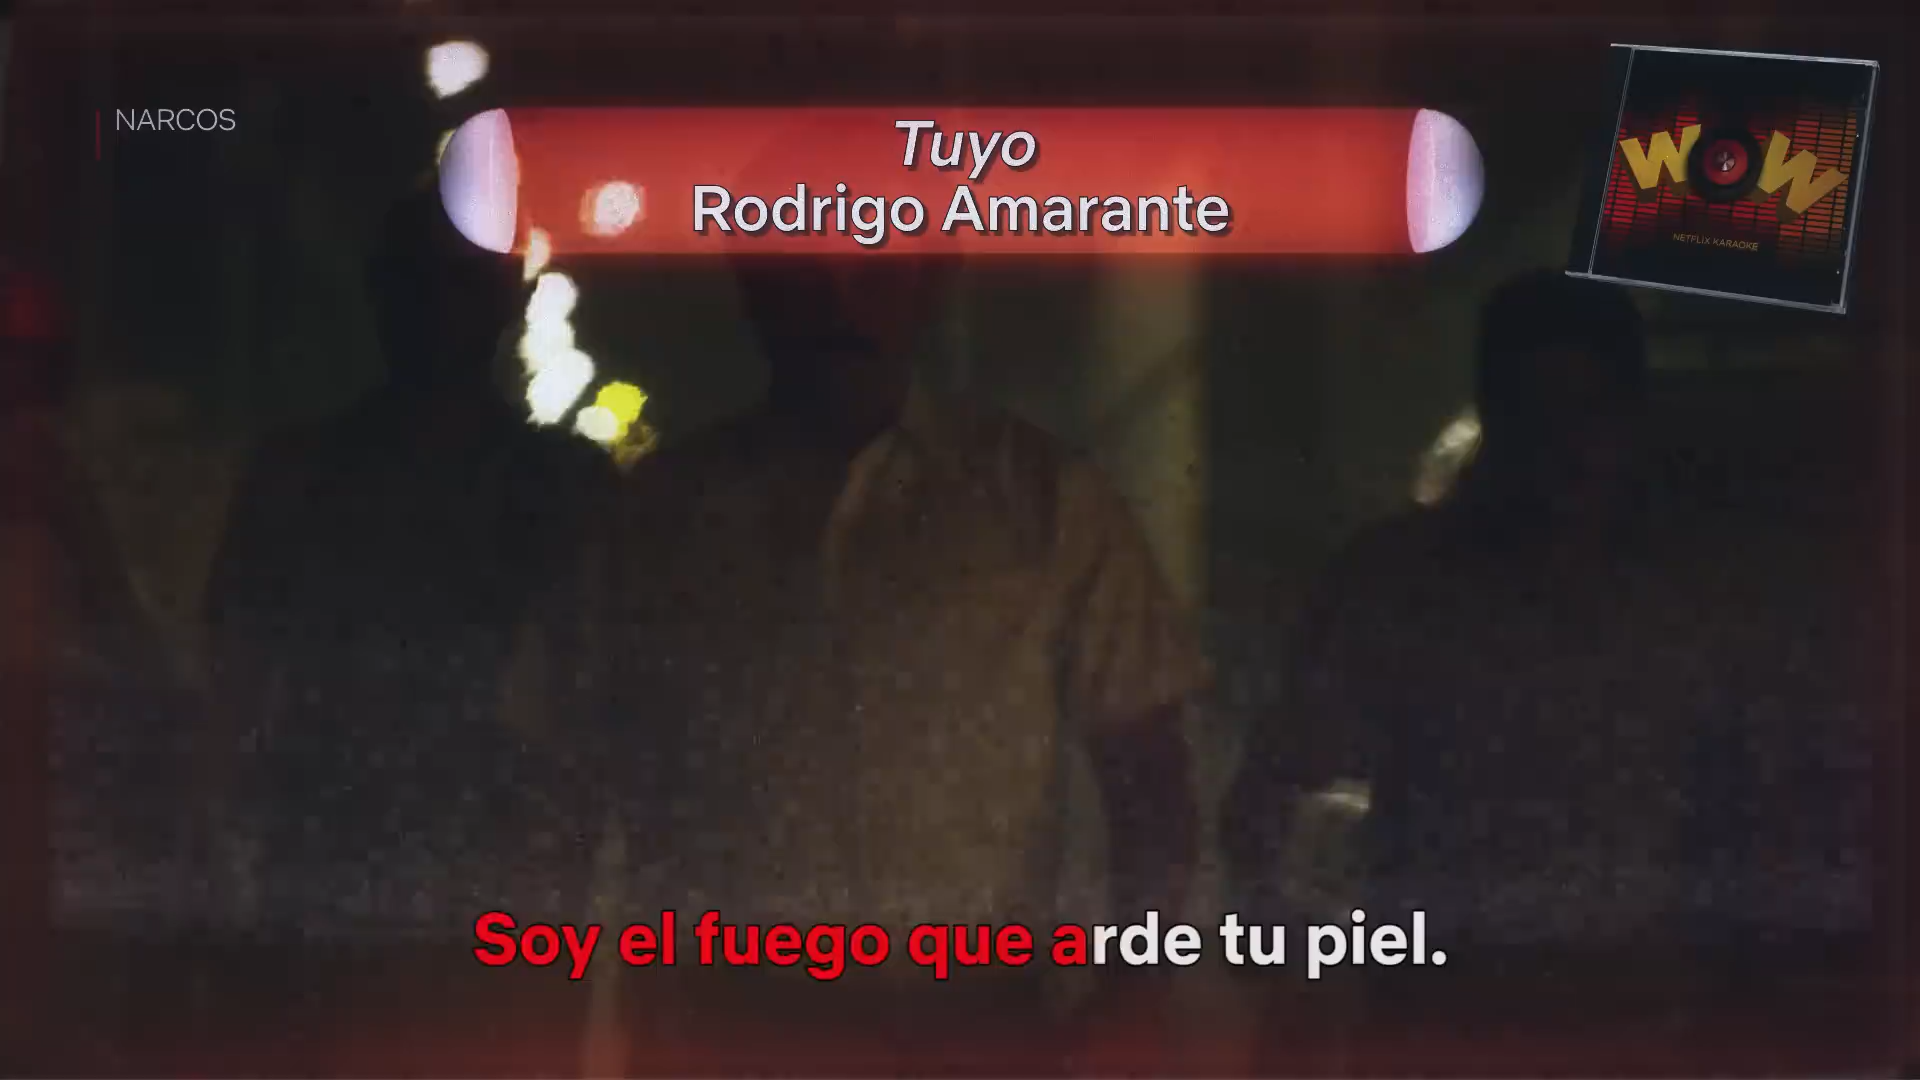 NARCOS
Tuyo
Rodrigo Amarante
WOW
NETFLIX KARAOKE
Soy el fuego que arde tu piel.